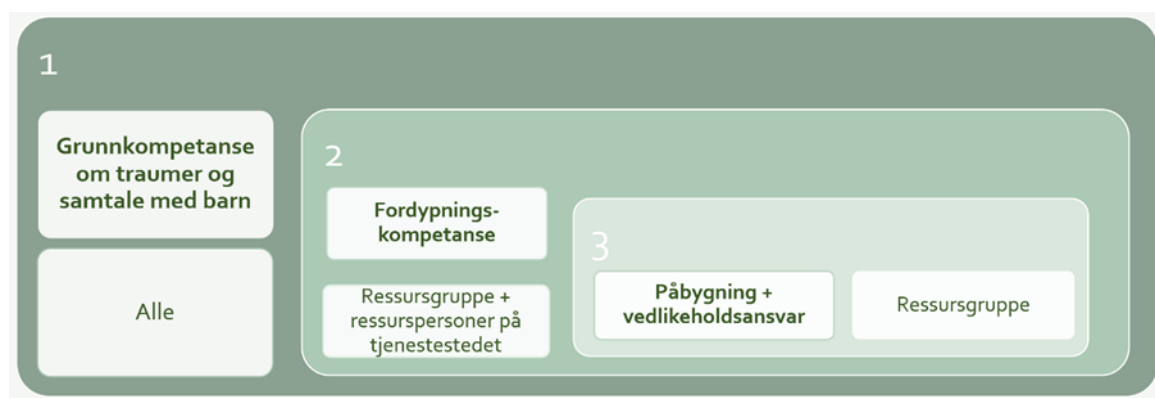 1
Grunnkompetanse
om traumer og
samtale med barn
Alle
2
Fordypnings-
kompetanse
Ressursgruppe +
ressurspersoner på
tjenestestedet
3
Påbygning +
vedlikeholdsansvar
Ressursgruppe